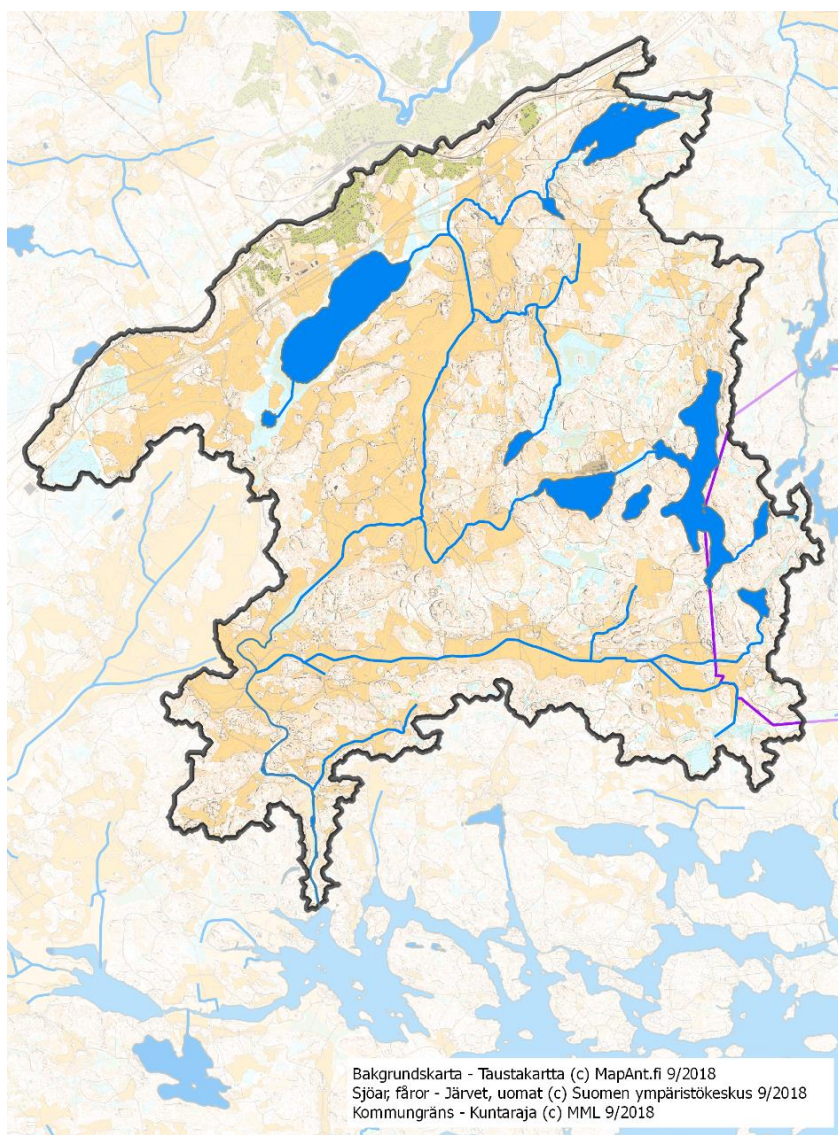 Bakgrundskarta - Taustakartta (c) MapAnt.fi 9/2018
Sjöar, fåror - Järvet, uomat (c) Suomen ympäristökeskus 9/2018
Kommungräns - Kuntaraja (c) MML 9/2018